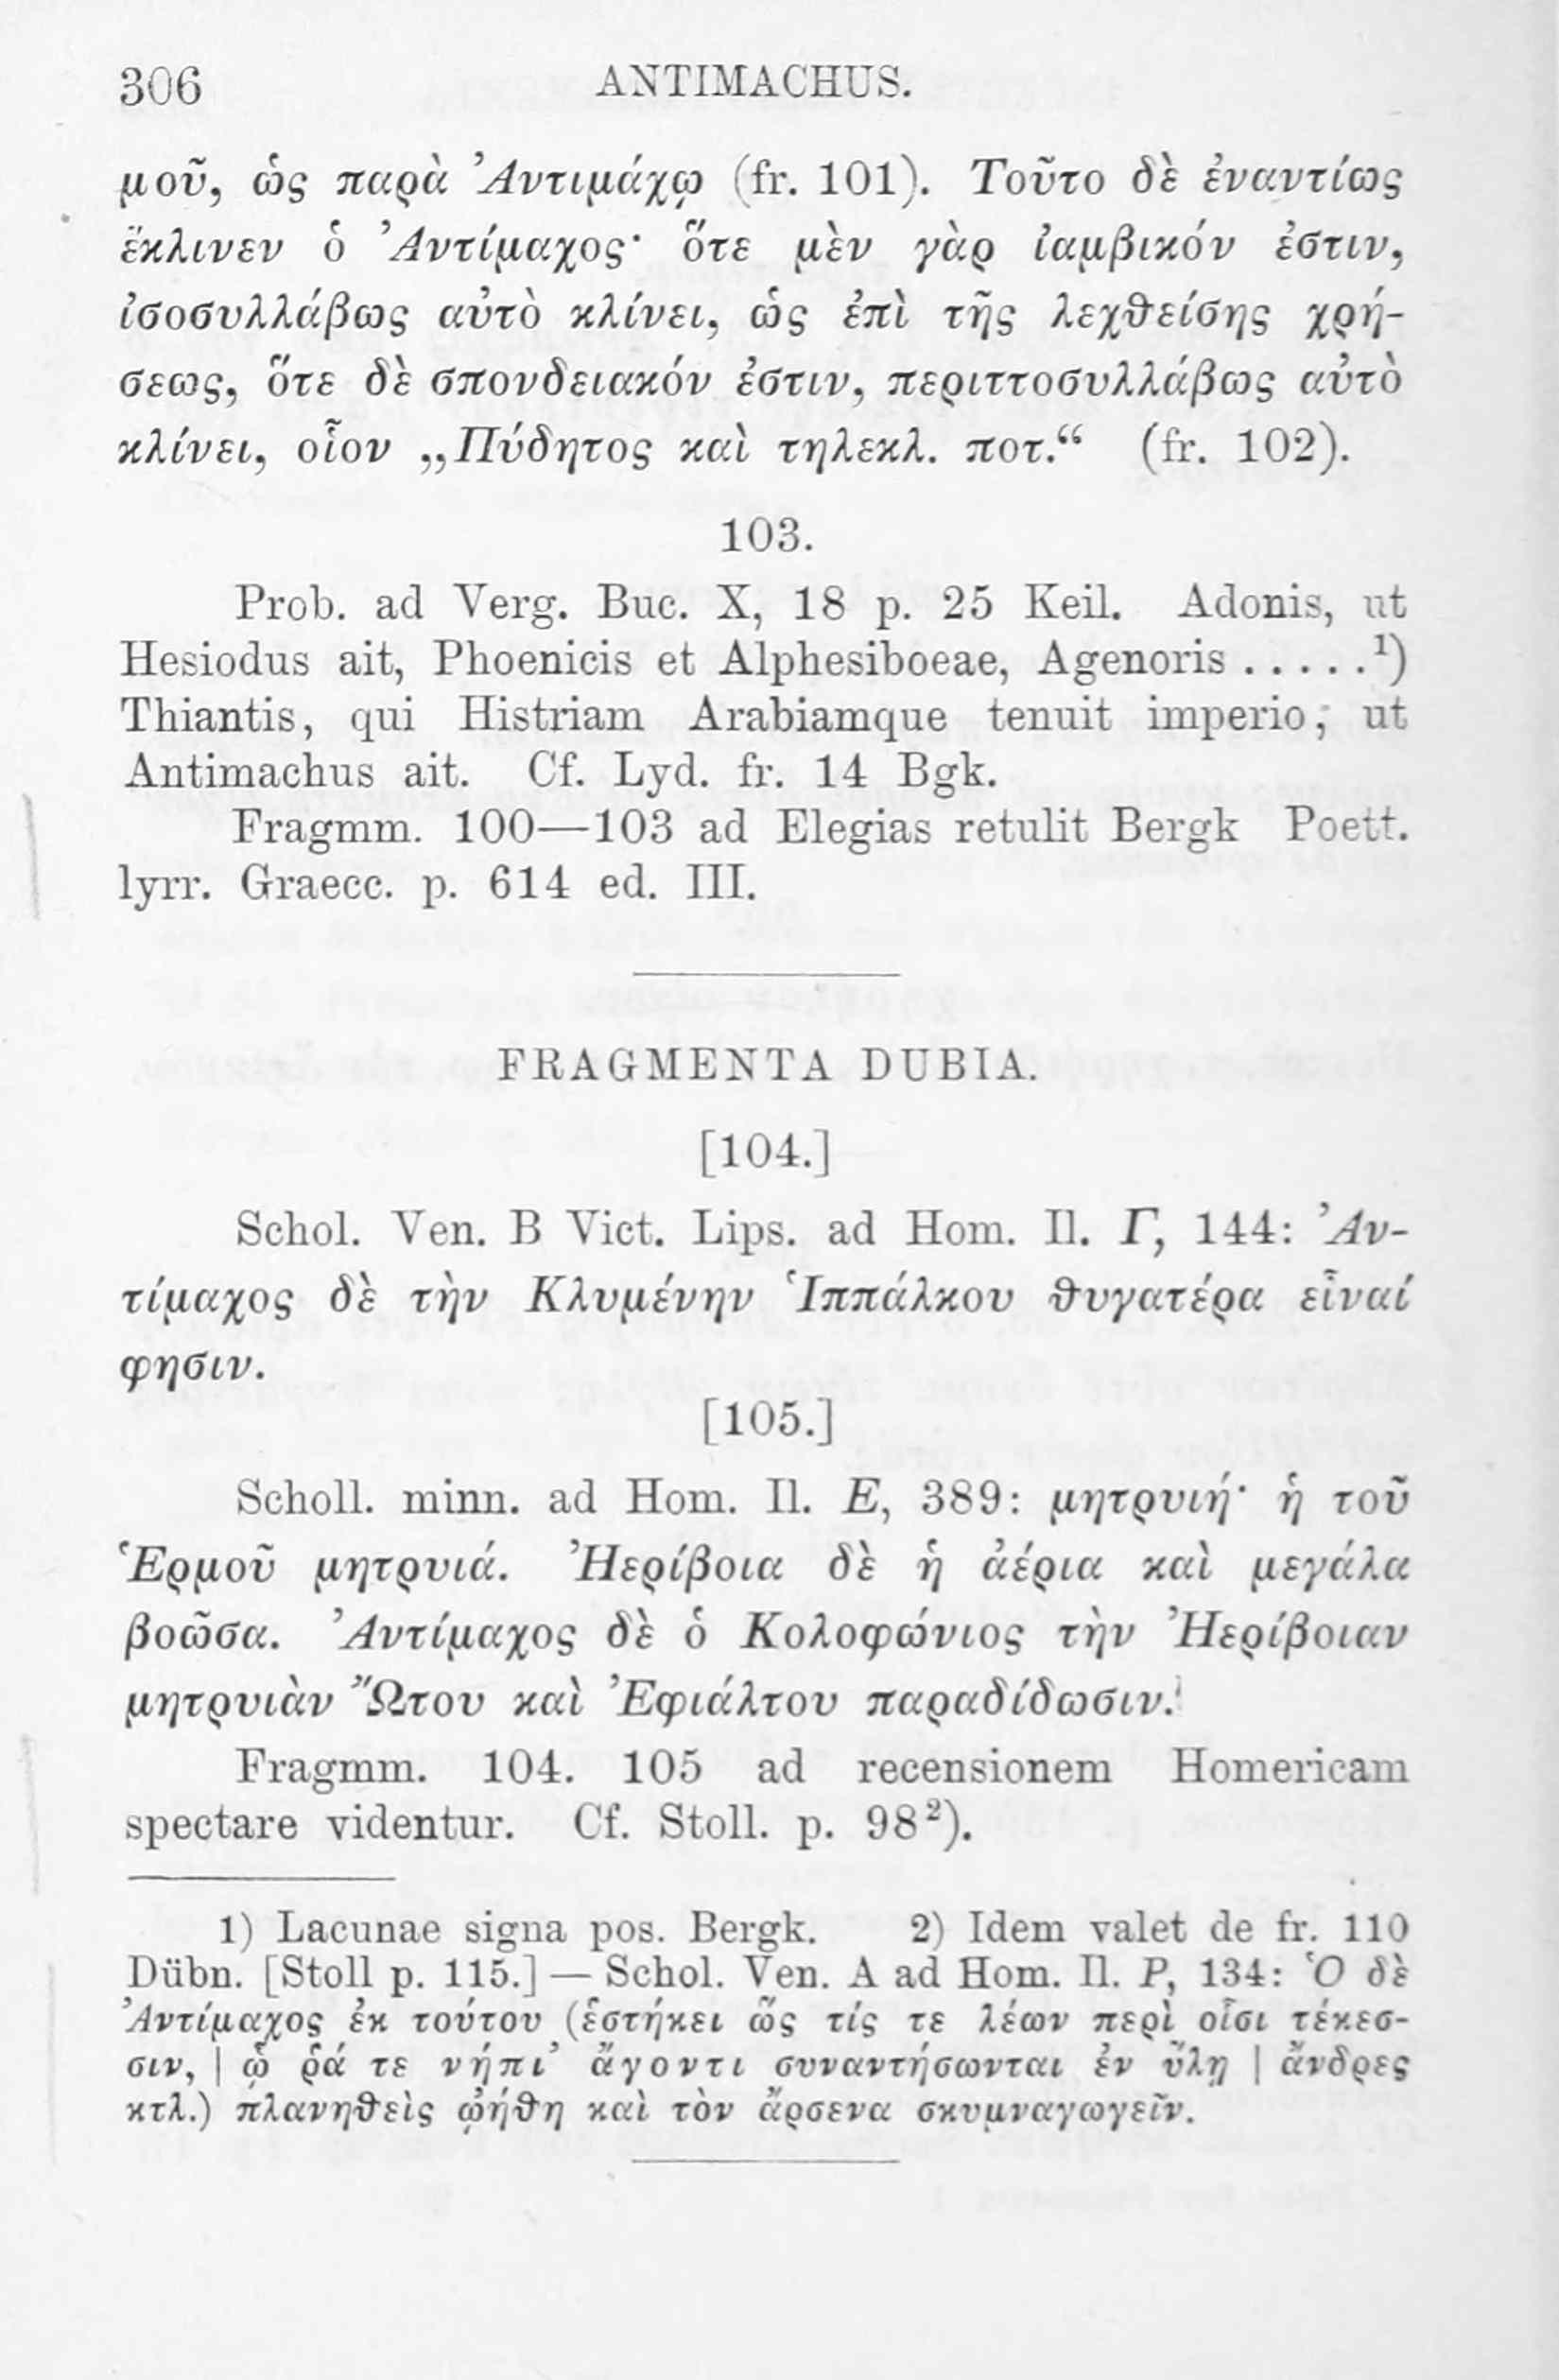 306 ANTIMACHUS.
μοῦ, ὡς παρὰ Ἀντιμάχῳ (fr. 101). Τοῦτο δὲ ἐναντίως
ἔκλινεν ὁ Ἀντίμαχος· ὅτε μὲν γὰρ ἰαμβικόν ἐστιν,
ἰσοσυλλάβως αὐτὸ κλίνει, ὡς ἐπὶ τῆς λεχθείσης χρή-
σεως, ὅτε δὲ σπονδειακόν ἐστιν, περιττοσυλλάβως αὐτὸ
κλίνει, οἷον „Πύδητος καὶ τηλεκλ. ποτ.“ (fr. 102).
103.
Prob. ad Verg. Buc. X, 18 p. 25 Keil. Adonis, ut
Hesiodus ait, Phoenicis et Alphesiboeae, Agenoris . . . . . ¹)
Thiantis, qui Histriam Arabiamque tenuit imperio, ut
Antimachus ait. Cf. Lyd. fr. 14 Bgk.
Fragmm. 100—103 ad Elegias retulit Bergk Poett.
lyrr. Graecc. p. 614 ed. III.
FRAGMENTA DUBIA.
[104.]
Schol. Ven. B Vict. Lips. ad Hom. Il. Γ, 144: Ἀν-
τίμαχος δὲ τὴν Κλυμένην Ἱππάλκου θυγατέρα εἶναί
φησιν.
[105.]
Scholl. minn. ad Hom. Il. E, 389: μητρυιή· ἡ τοῦ
Ἑρμοῦ μητρυιά. Ἠερίβοια δὲ ἡ ἀέρια καὶ μεγάλα
βοῶσα. Ἀντίμαχος δὲ ὁ Κολοφώνιος τὴν Ἠερίβοιαν
μητρυιὰν Ὤτου καὶ Ἐφιάλτου παραδίδωσιν.
Fragmm. 104. 105 ad recensionem Homericam
spectare videntur. Cf. Stoll. p. 98²).
1) Lacunae signa pos. Bergk. 2) Idem valet de fr. 110
Dübn. [Stoll p. 115.] — Schol. Ven. A ad Hom. Il. P, 134: Ὁ δὲ
Ἀντίμαχος ἐκ τούτου (ἑστήκει ὥς τίς τε λέων περὶ οἷσι τέκεσ-
σιν, | ᾧ ῥά τε νήπι’ ἄγοντι συναντήσωνται ἐν ὕλῃ | ἄνδρες
κτλ.) πλανηθεὶς ᾠήθη καὶ τὸν ἄρσενα σκυμναγωγεῖν.